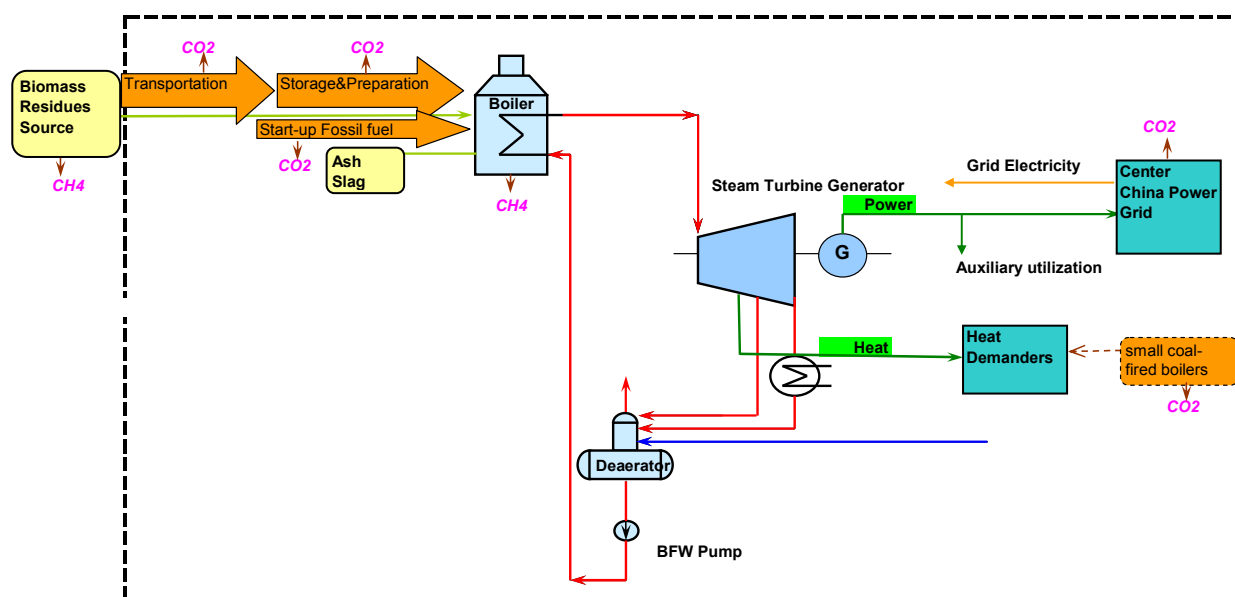 CO2
CO2
Transportation
Storage&Preparation
Biomass
Residues
Source
Start-up Fossil fuel
CO2
CH4
Ash
Slag
Boiler
CH4
Steam Turbine Generator
Grid Electricity
CO2
Center
China Power
Grid
Power
G
Auxiliary utilization
Heat
Heat
Demanders
small coal-
fired boilers
CO2
Deaerator
BFW Pump